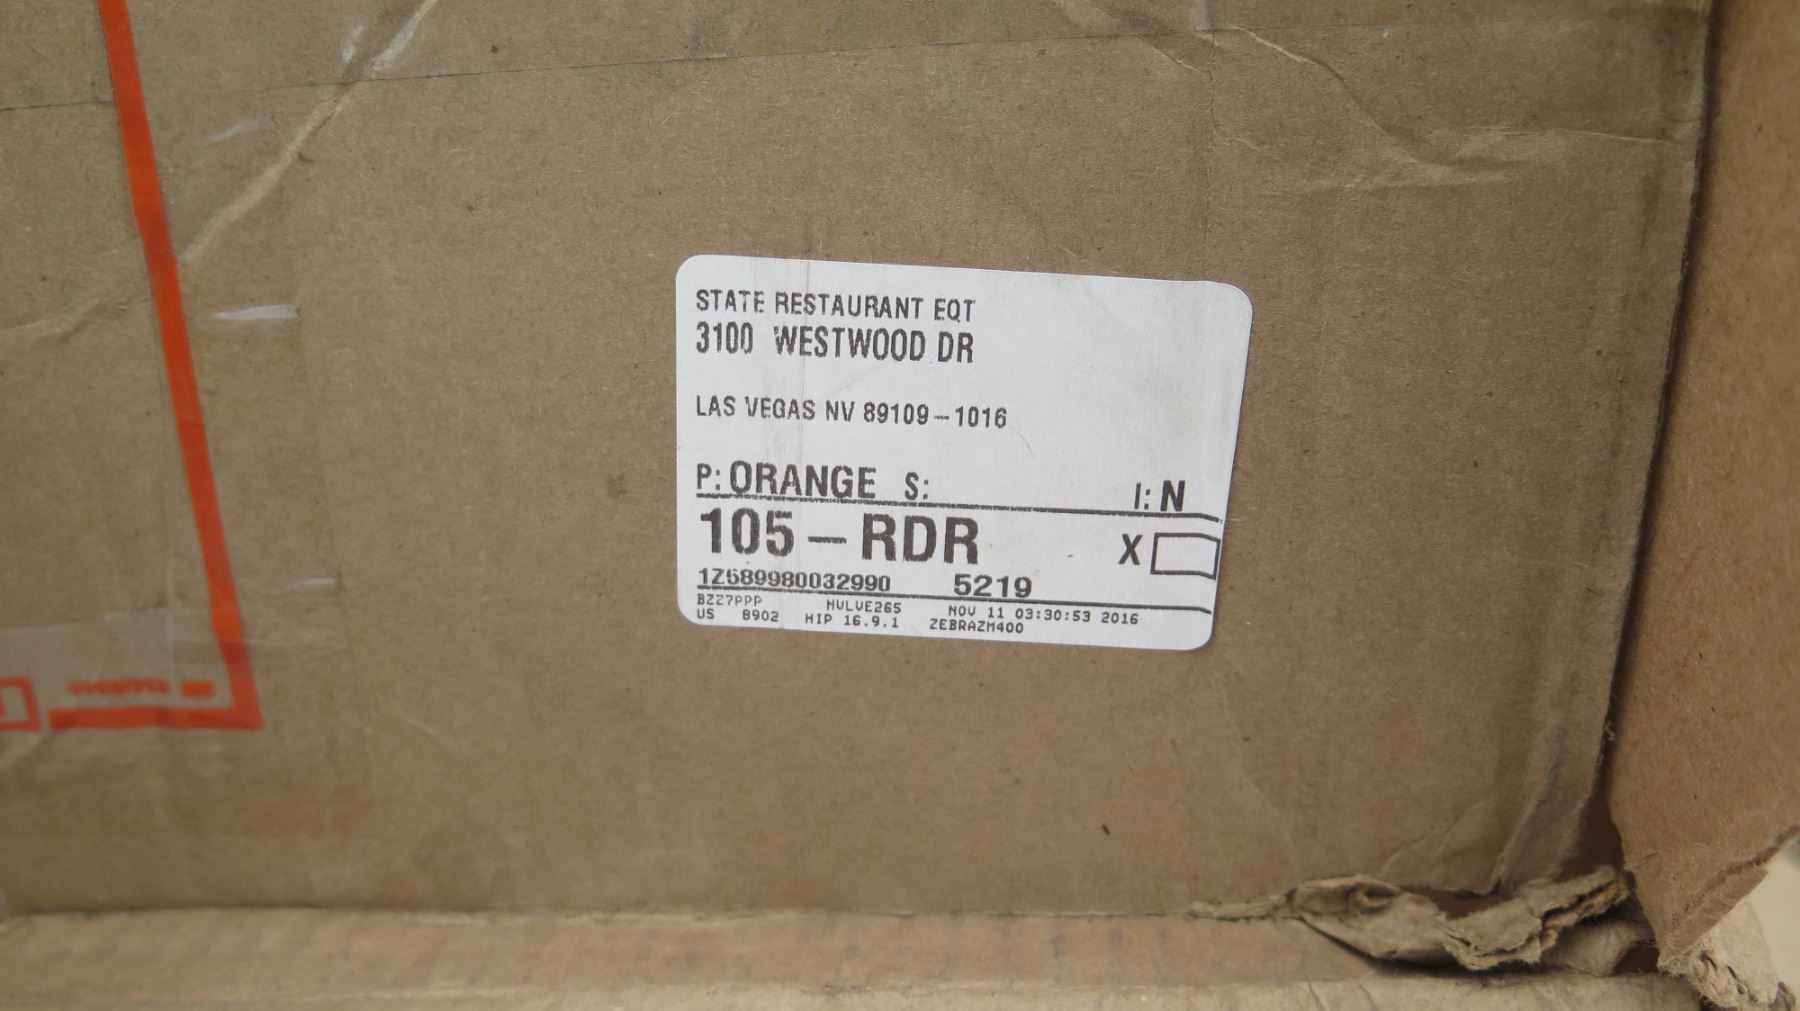 STATE RESTAURANT EQT
3100 WESTWOOD DR
LAS VEGAS NV 89109-1016
P: ORANGE S: I: N
105-RDR X
1Z589980032990 5219
BZZ7PPP NVLVE265 NOV 11 03:30:53 2016
US 8902 HIP 16.9.1 ZEBRAZM400